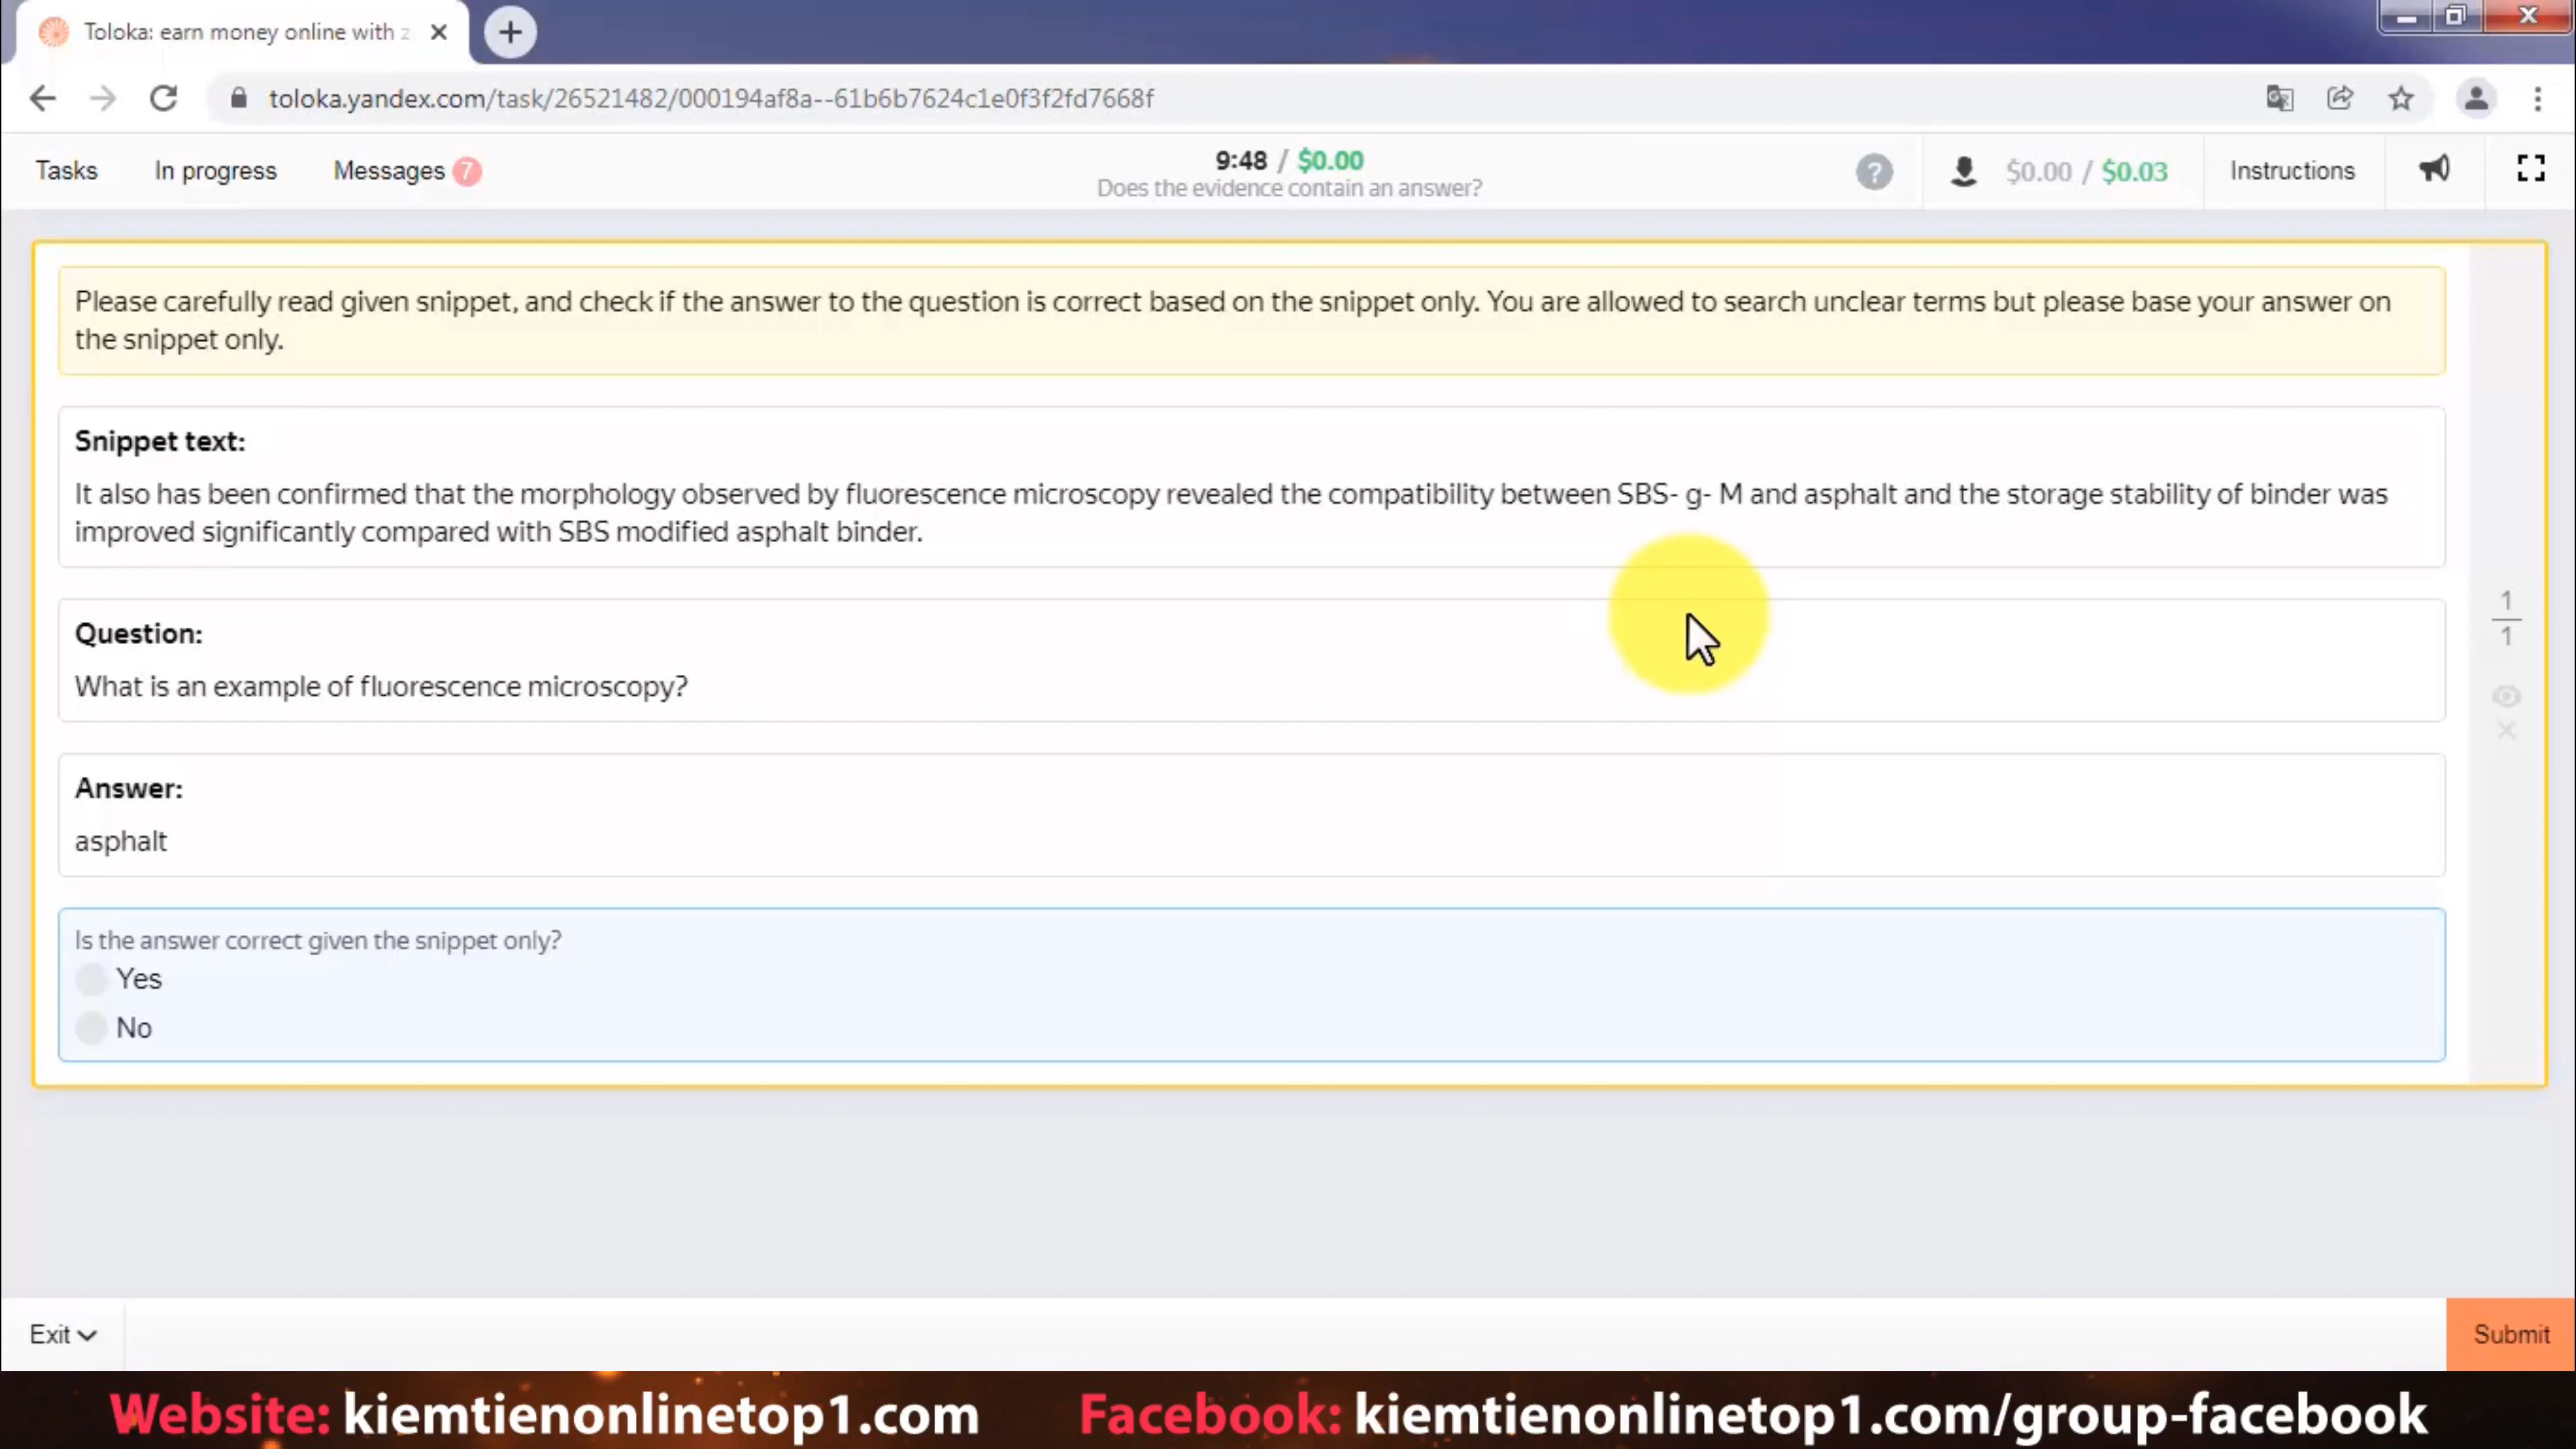 Toloka: earn money online with z
toloka.yandex.com/task/26521482/000194af8a--61b6b7624c1e0f3f2fd7668f
Tasks In progress Messages 7
9:48 / $0.00
Does the evidence contain an answer?
? $0.00 / $0.03 Instructions
Please carefully read given snippet, and check if the answer to the question is correct based on the snippet only. You are allowed to search unclear terms but please base your answer on
the snippet only.
Snippet text:
It also has been confirmed that the morphology observed by fluorescence microscopy revealed the compatibility between SBS- g- M and asphalt and the storage stability of binder was
improved significantly compared with SBS modified asphalt binder.
Question:
What is an example of fluorescence microscopy?
1
1
Answer:
asphalt
Is the answer correct given the snippet only?
Yes
No
Exit
Submit
Website: kiemtienonlinetop1.com Facebook: kiemtienonlinetop1.com/group-facebook